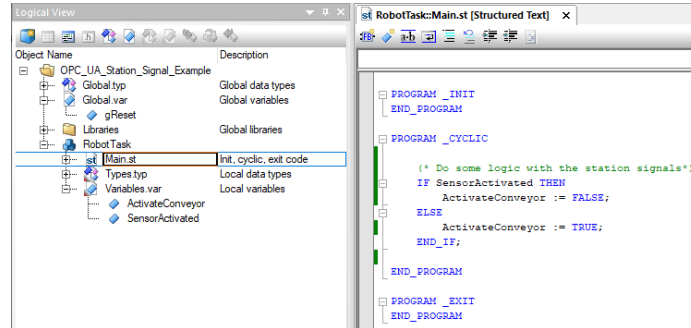 Logical View
Object Name Description
OPC_UA_Station_Signal_Example
Global.typ Global data types
Global.var Global variables
gReset
Libraries Global libraries
RobotTask
st Main.st Init, cyclic, exit code
Types.typ Local data types
Variables.var Local variables
ActivateConveyor
SensorActivated
st RobotTask::Main.st [Structured Text] x
PROGRAM _INIT
END_PROGRAM
PROGRAM _CYCLIC
(* Do some logic with the station signals*)
IF SensorActivated THEN
ActivateConveyor := FALSE;
ELSE
ActivateConveyor := TRUE;
END_IF;
END_PROGRAM
PROGRAM _EXIT
END_PROGRAM